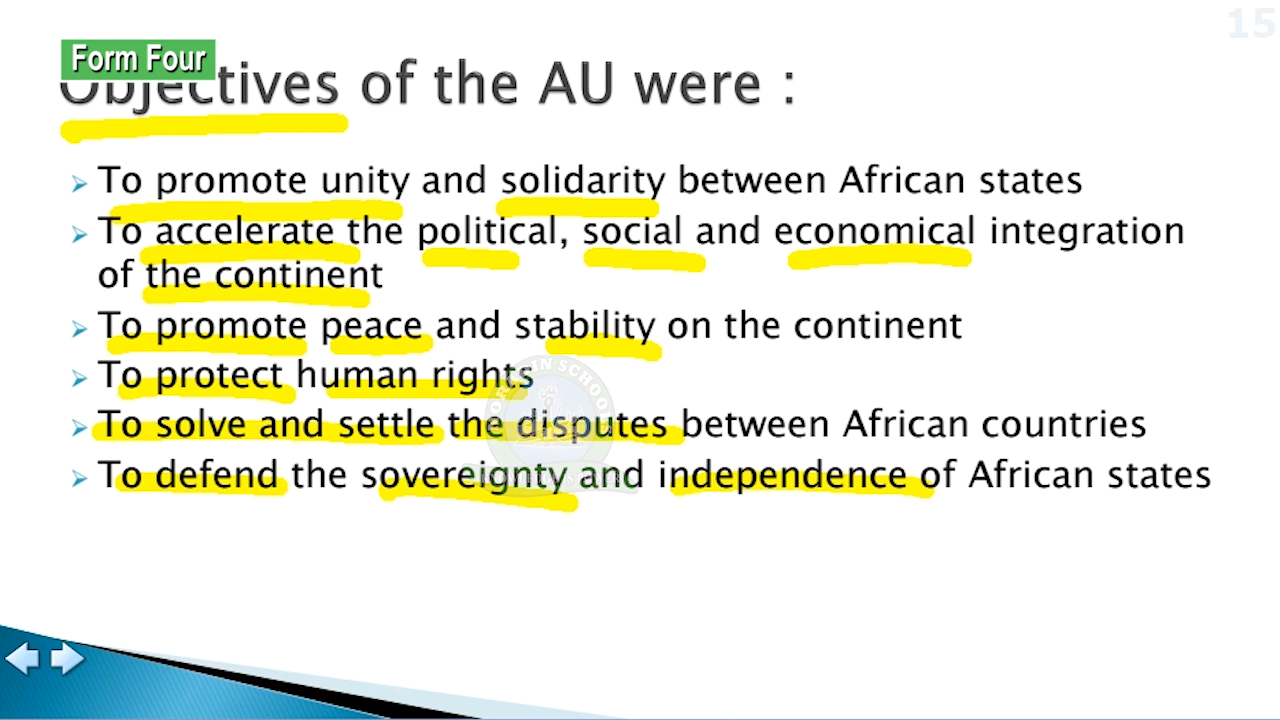 15
Form Four
Objectives of the AU were :
To promote unity and solidarity between African states
To accelerate the political, social and economical integration
of the continent
To promote peace and stability on the continent
To protect human rights
To solve and settle the disputes between African countries
To defend the sovereignty and independence of African states